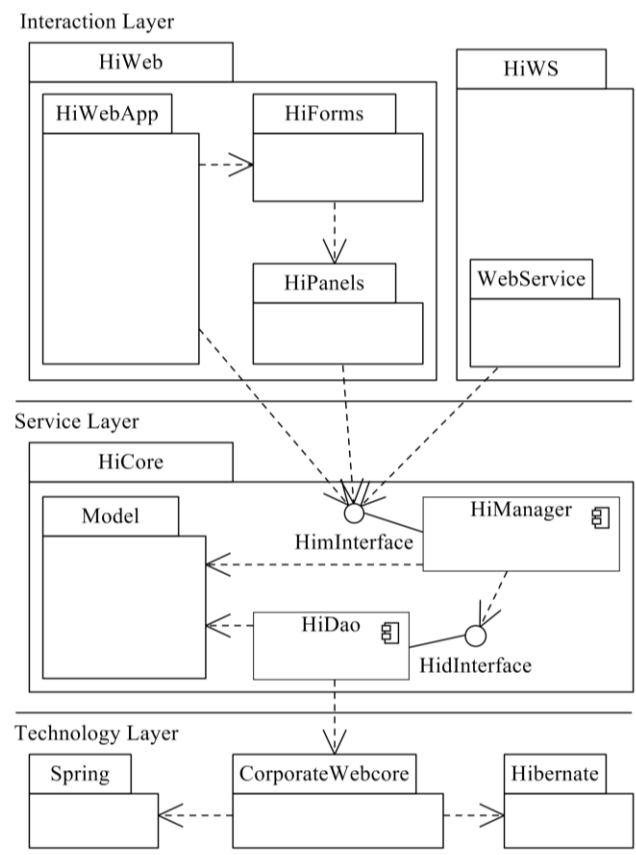 Interaction Layer
HiWeb
HiWS
HiWebApp
HiForms
HiPanels
WebService
Service Layer
HiCore
Model
HiManager
HimInterface
HiDao
HidInterface
Technology Layer
Spring
CorporateWebcore
Hibernate